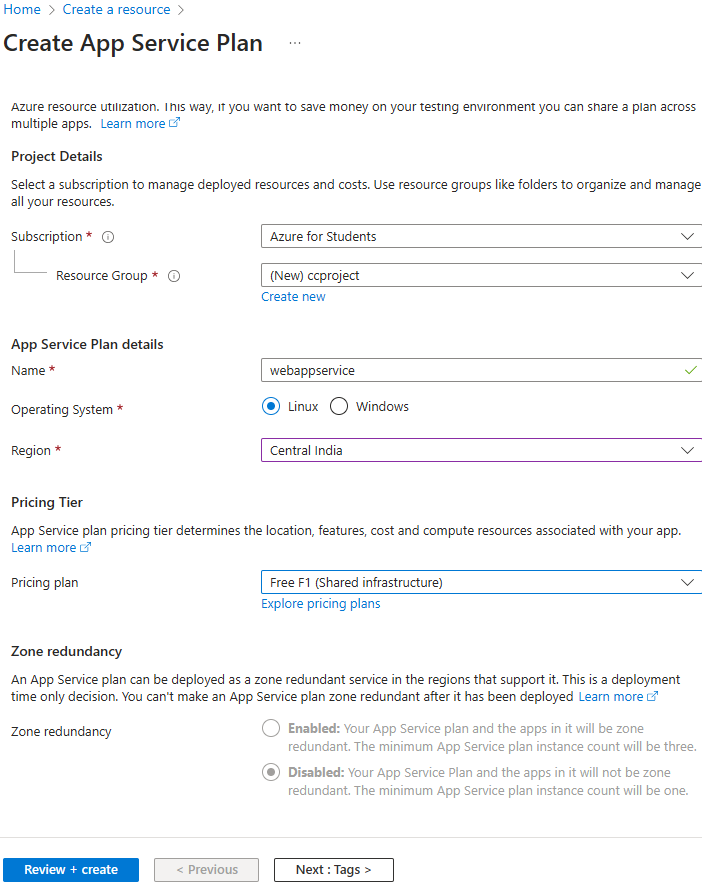 Home > Create a resource >
Create App Service Plan ...
Azure resource utilization. This way, if you want to save money on your testing environment you can share a plan across
multiple apps. Learn more
Project Details
Select a subscription to manage deployed resources and costs. Use resource groups like folders to organize and manage
all your resources.
Subscription *
Azure for Students
Resource Group *
(New) ccproject
Create new
App Service Plan details
Name *
webappservice
Operating System *
Linux
Windows
Region *
Central India
Pricing Tier
App Service plan pricing tier determines the location, features, cost and compute resources associated with your app.
Learn more
Pricing plan
Free F1 (Shared infrastructure)
Explore pricing plans
Zone redundancy
An App Service plan can be deployed as a zone redundant service in the regions that support it. This is a deployment
time only decision. You can't make an App Service plan zone redundant after it has been deployed Learn more
Zone redundancy
Enabled: Your App Service plan and the apps in it will be zone
redundant. The minimum App Service plan instance count will be three.
Disabled: Your App Service Plan and the apps in it will not be zone
redundant. The minimum App Service plan instance count will be one.
Review + create
< Previous
Next : Tags >